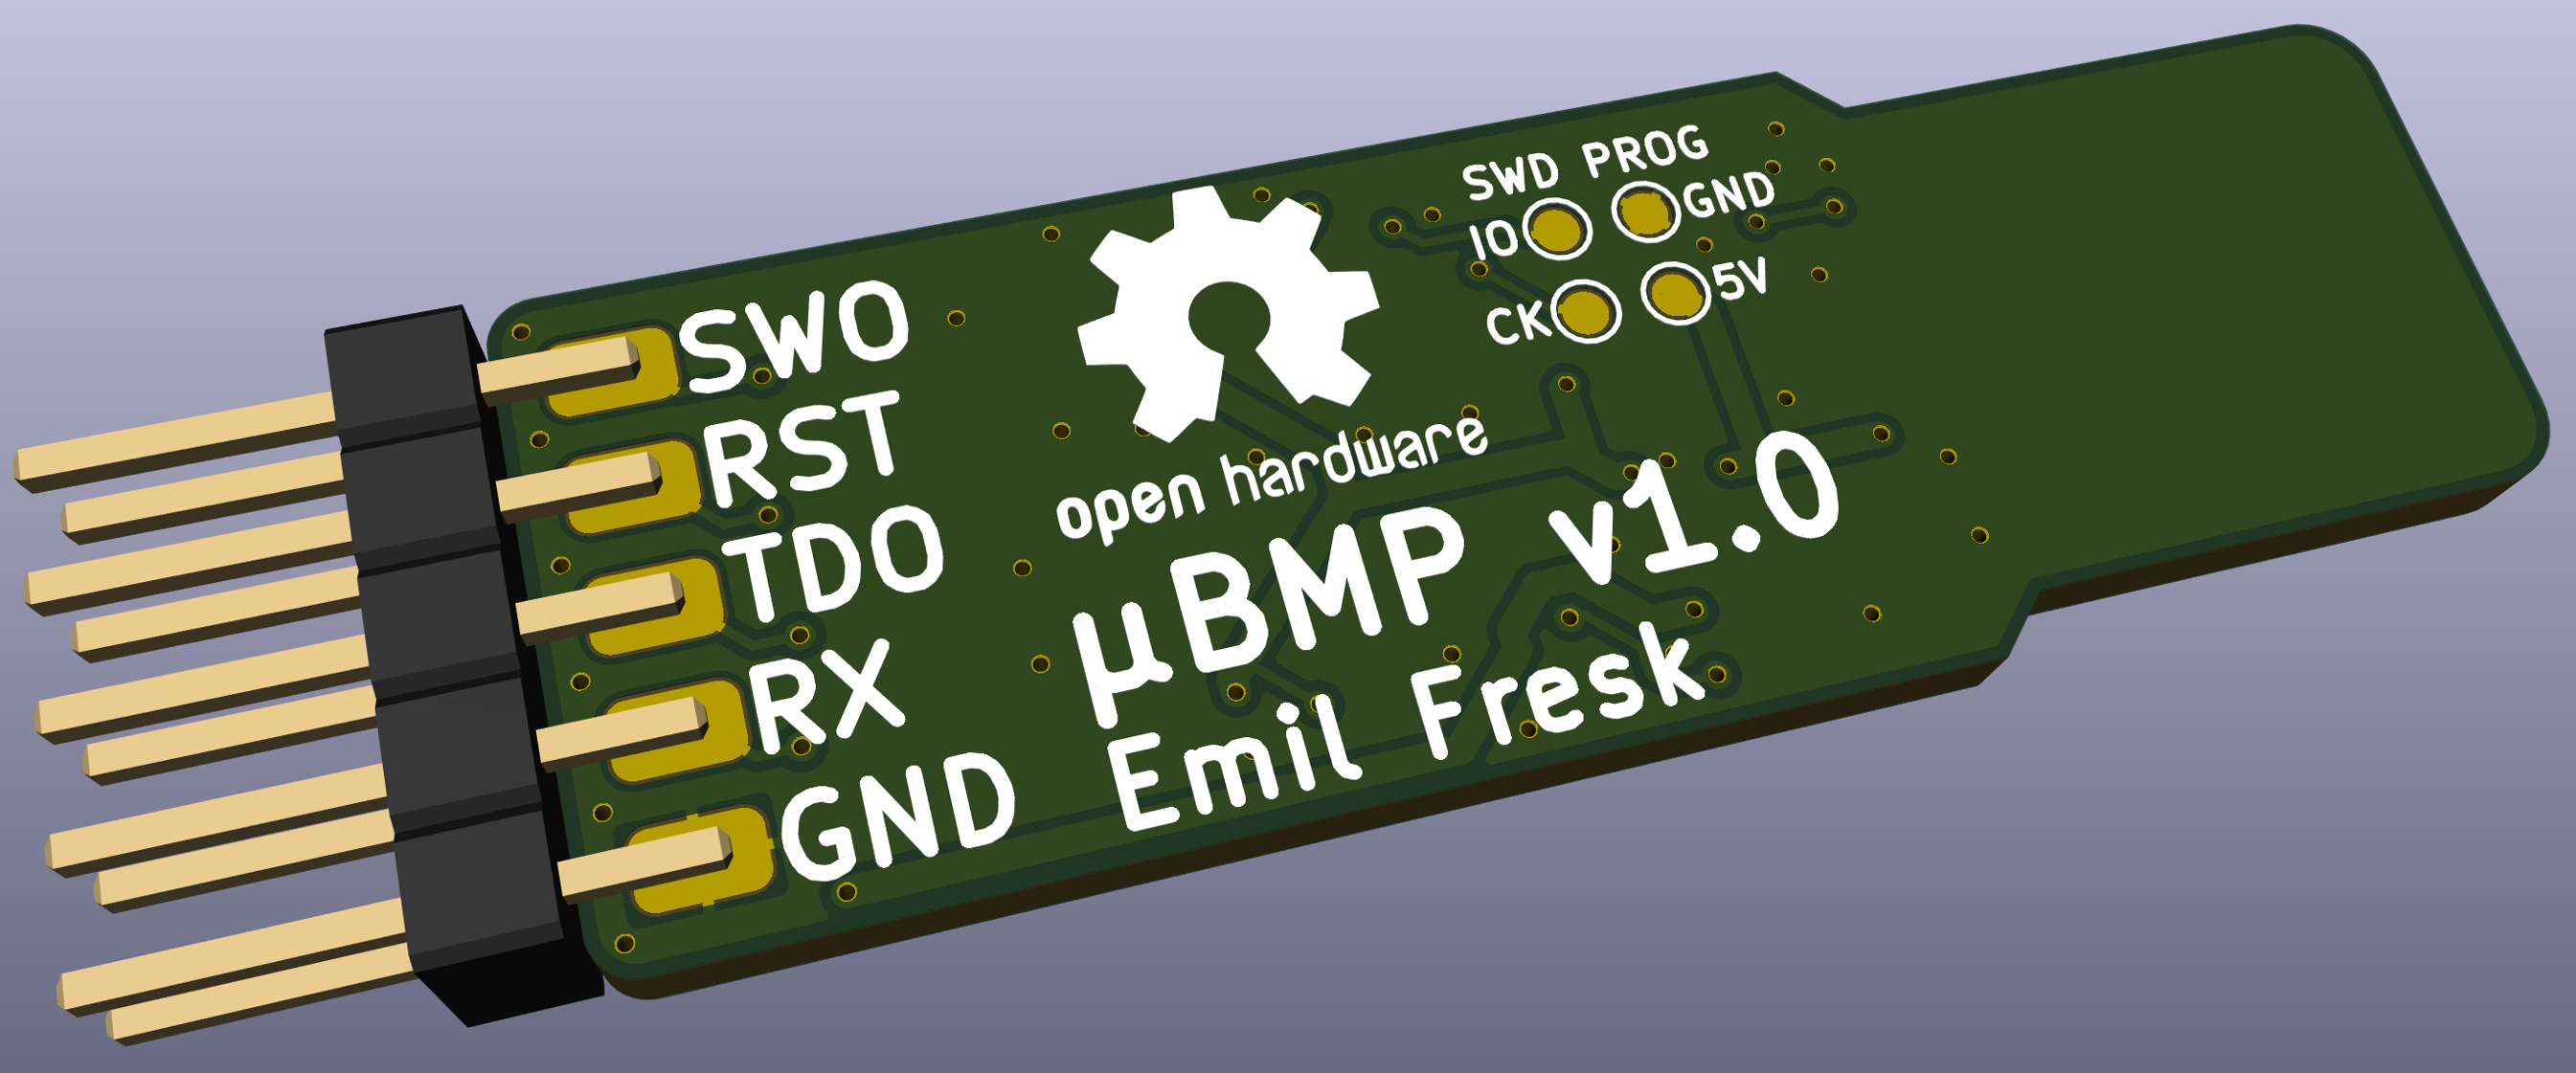 SWO
RST
TDO
RX
GND
open hardware
µBMP v1.0
Emil Fresk
SWD PROG
IO
GND
CK
5V